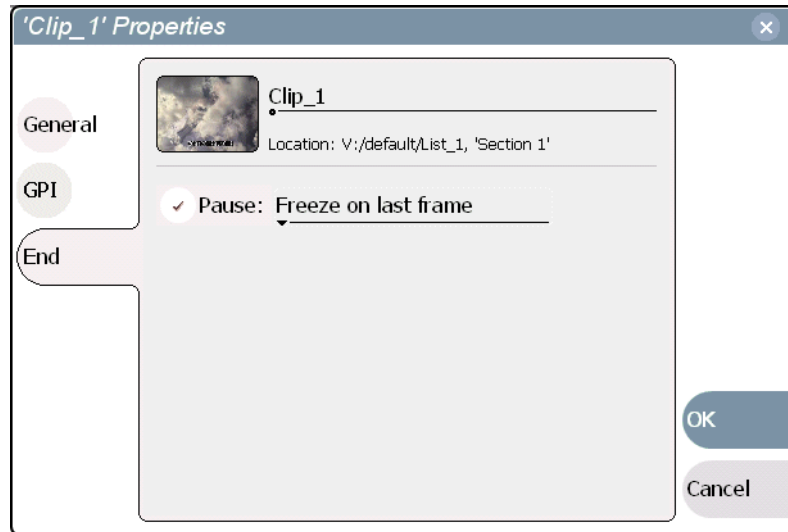 'Clip_1' Properties
General
GPI
End
Clip_1
Location: V:/default/List_1, 'Section 1'
Pause: Freeze on last frame
OK
Cancel